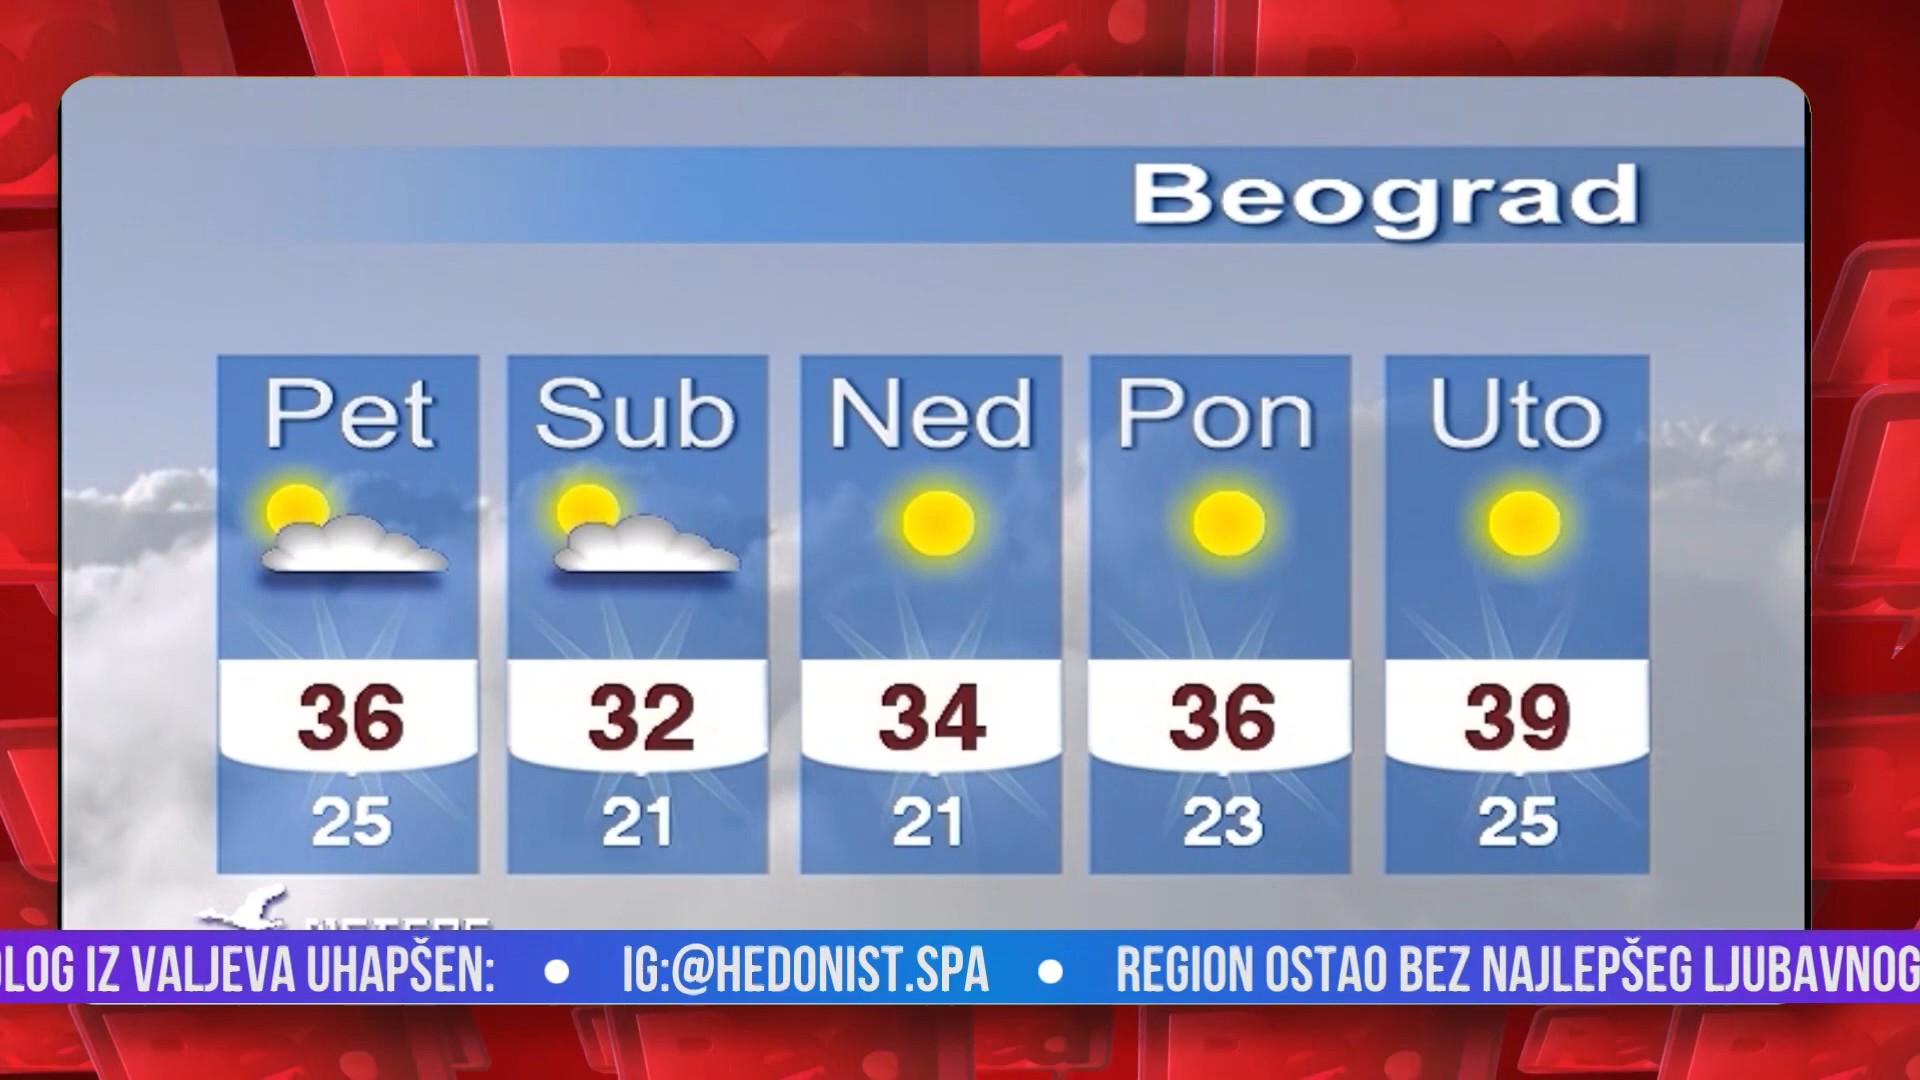 Beograd
Pet Sub Ned Pon Uto
36 32 34 36 39
25 21 21 23 25
IZ VALJEVA UHAPŠEN: • IG:@HEDONIST.SPA • REGION OSTAO BEZ NAJLEPŠEG LJUBAVNOG